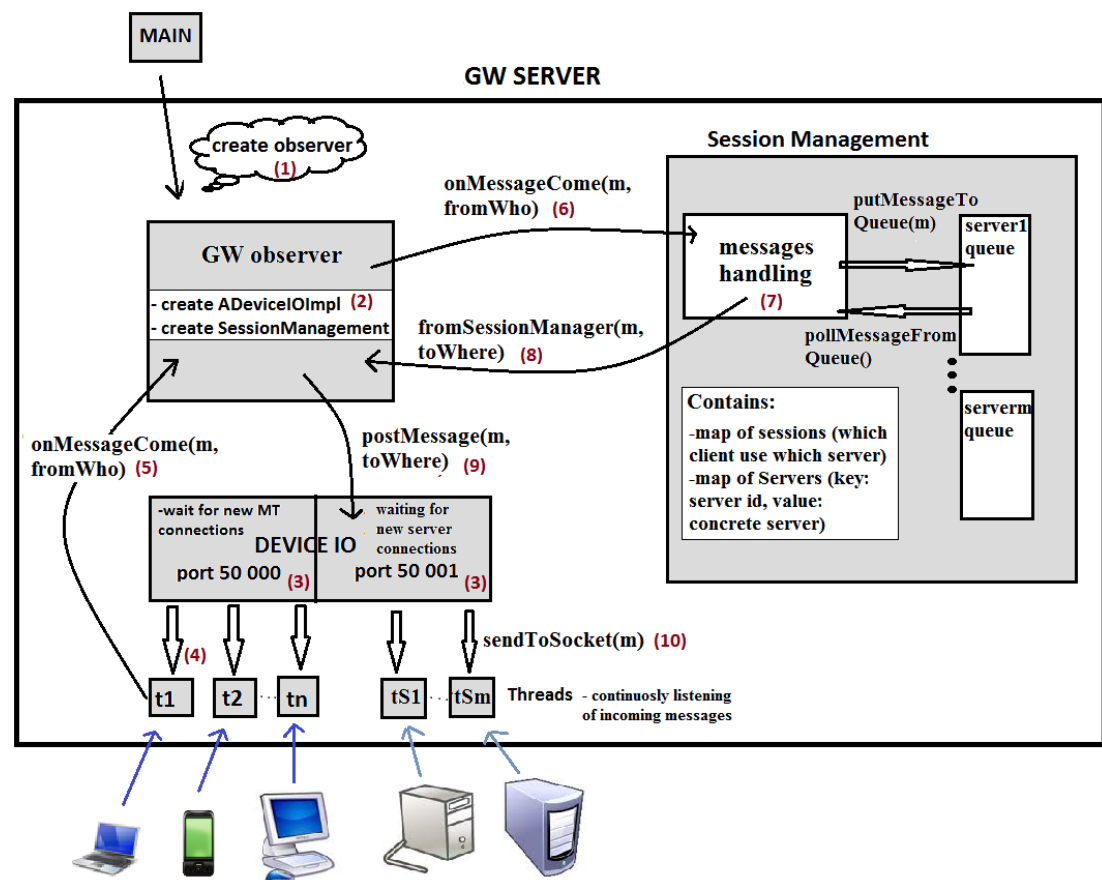 MAIN
GW SERVER
create observer
(1)
Session Management
onMessageCome(m,
fromWho) (6)
GW observer
- create ADeviceIOImpl (2)
- create SessionManagement
messages
handling
(7)
putMessageTo
Queue(m)
server1
queue
pollMessageFrom
Queue()
fromSessionManager(m,
toWhere) (8)
Contains:
-map of sessions (which
client use which server)
-map of Servers (key:
server id, value:
concrete server)
serverm
queue
onMessageCome(m,
fromWho) (5)
postMessage(m,
toWhere) (9)
-wait for new MT
connections
waiting for
new server
connections
DEVICE IO
port 50 000 (3)
port 50 001 (3)
(4)
sendToSocket(m) (10)
t1
t2
...
tn
tS1
...
tSm
Threads - continuosly listening
of incoming messages